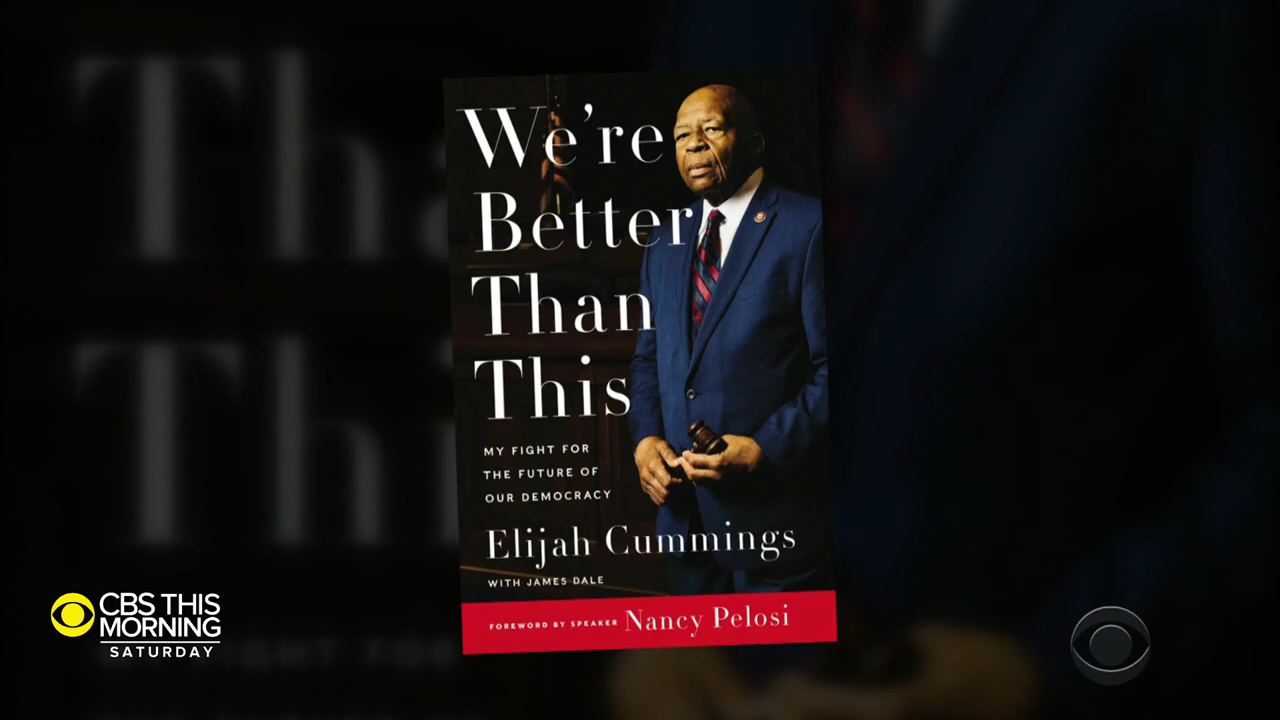 We're
Better
Than
This
MY FIGHT FOR
THE FUTURE OF
OUR DEMOCRACY
Elijah Cummings
WITH JAMES DALE
FOREWORD BY SPEAKER Nancy Pelosi
CBS THIS
MORNING
SATURDAY